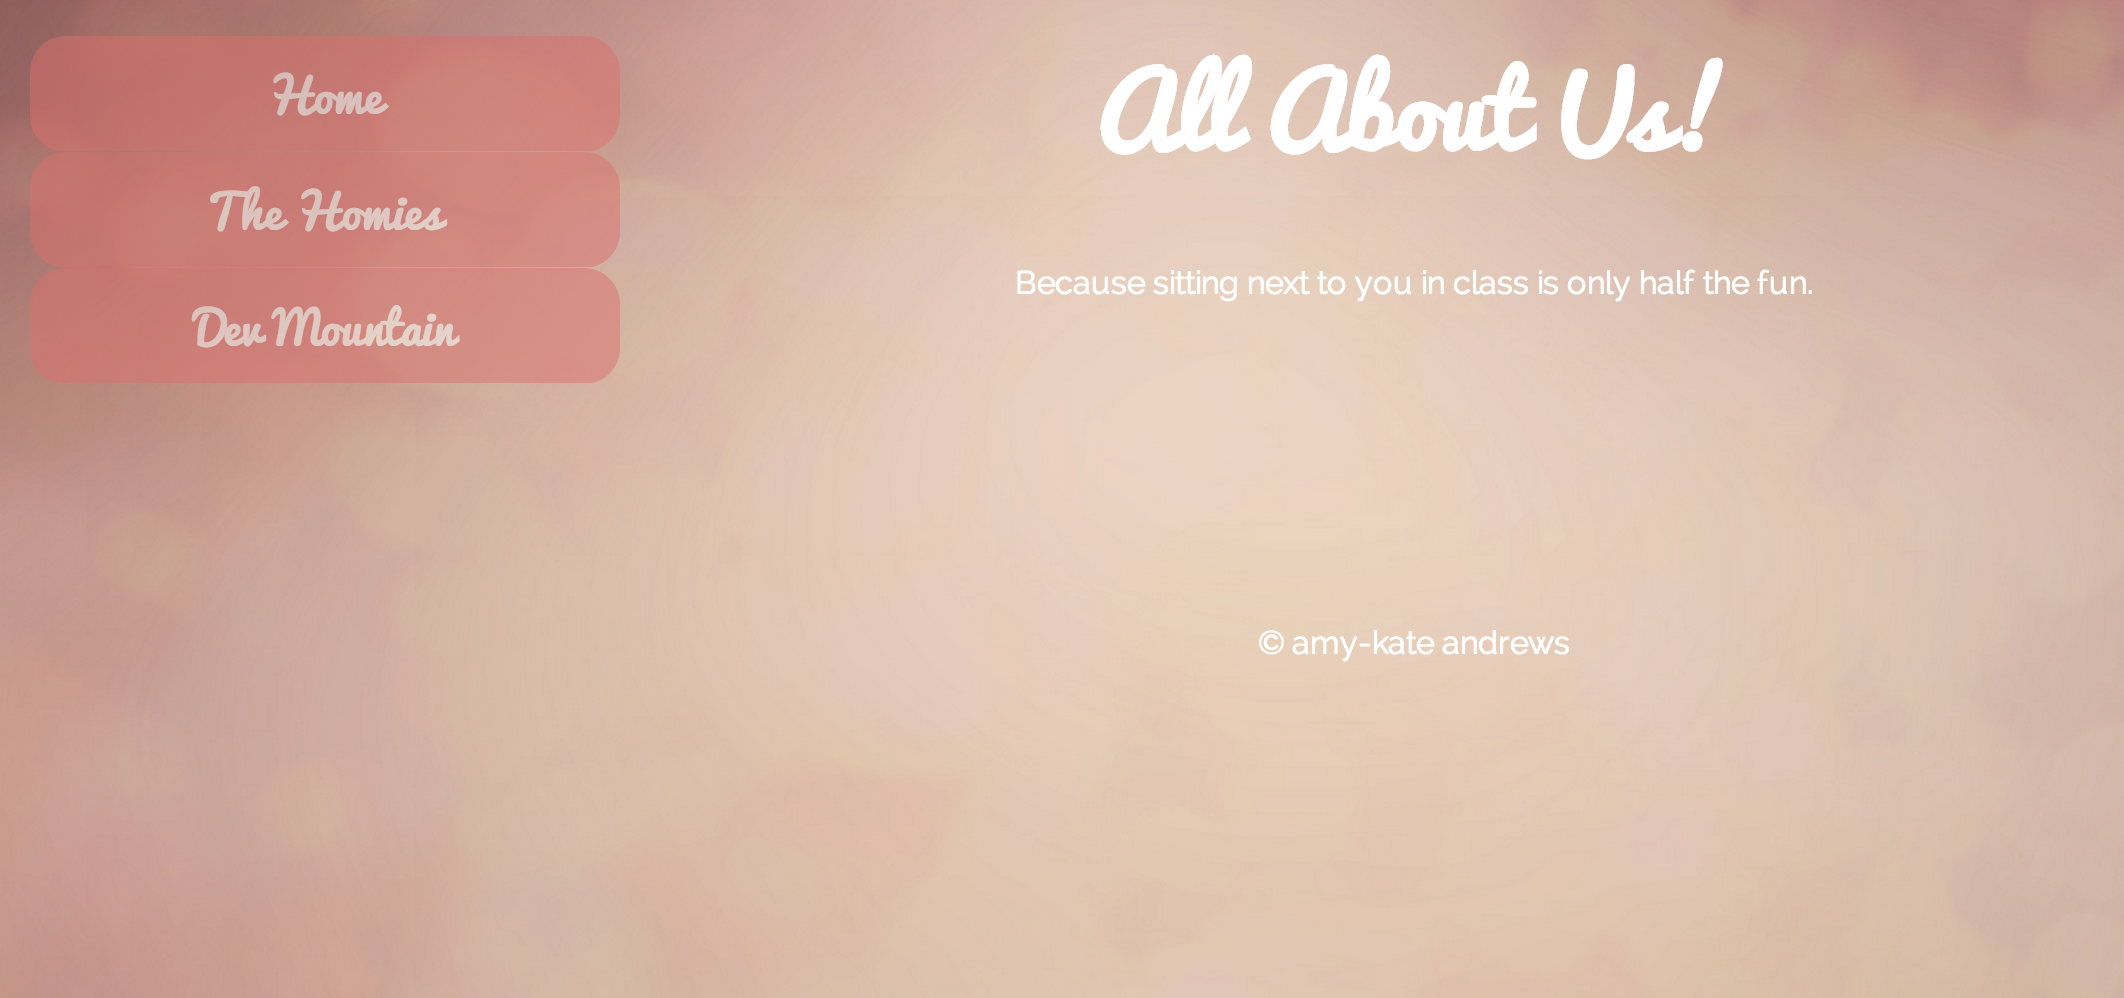 Home
The Homies
Dev Mountain
All About Us!
Because sitting next to you in class is only half the fun.
© amy-kate andrews